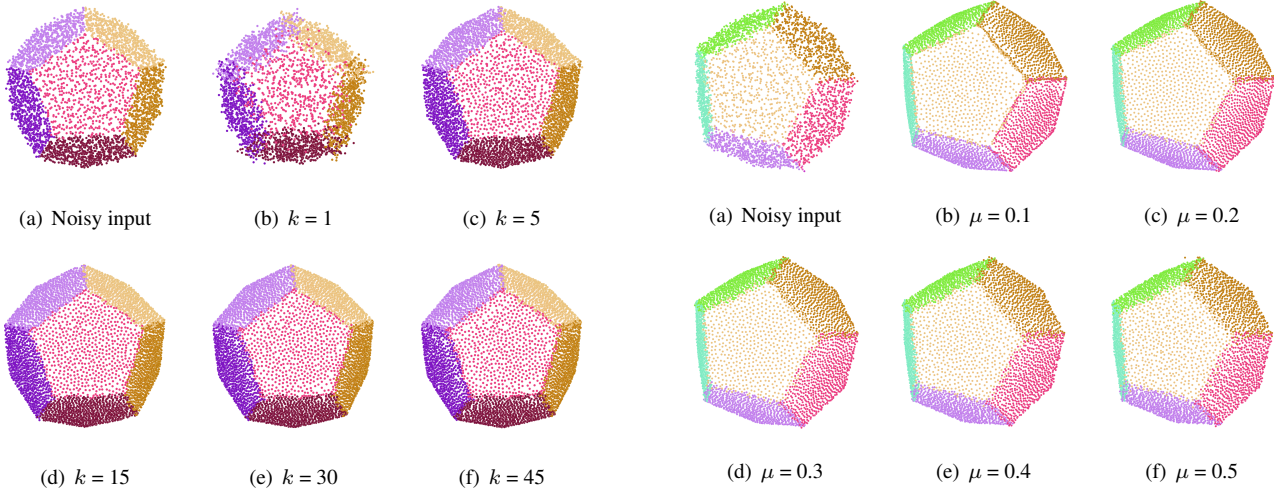 (a) Noisy input
(b) k = 1
(c) k = 5
(d) k = 15
(e) k = 30
(f) k = 45
(a) Noisy input
(b) μ = 0.1
(c) μ = 0.2
(d) μ = 0.3
(e) μ = 0.4
(f) μ = 0.5